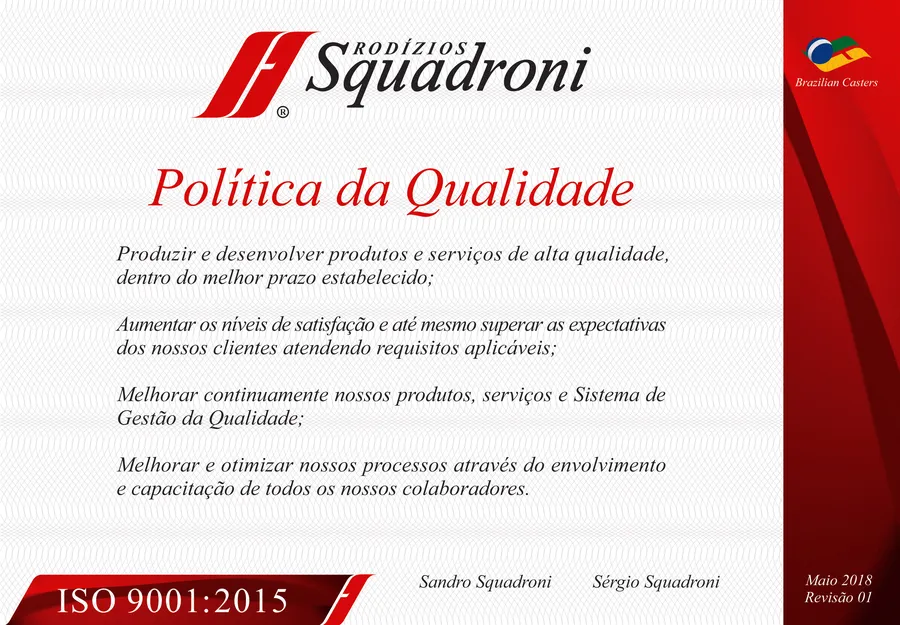 RODÍZIOS
Squadroni
®
Brazilian Casters
Política da Qualidade
Produzir e desenvolver produtos e serviços de alta qualidade,
dentro do melhor prazo estabelecido;
Aumentar os níveis de satisfação e até mesmo superar as expectativas
dos nossos clientes atendendo requisitos aplicáveis;
Melhorar continuamente nossos produtos, serviços e Sistema de
Gestão da Qualidade;
Melhorar e otimizar nossos processos através do envolvimento
e capacitação de todos os nossos colaboradores.
Sandro Squadroni Sérgio Squadroni
ISO 9001:2015
Maio 2018
Revisão 01